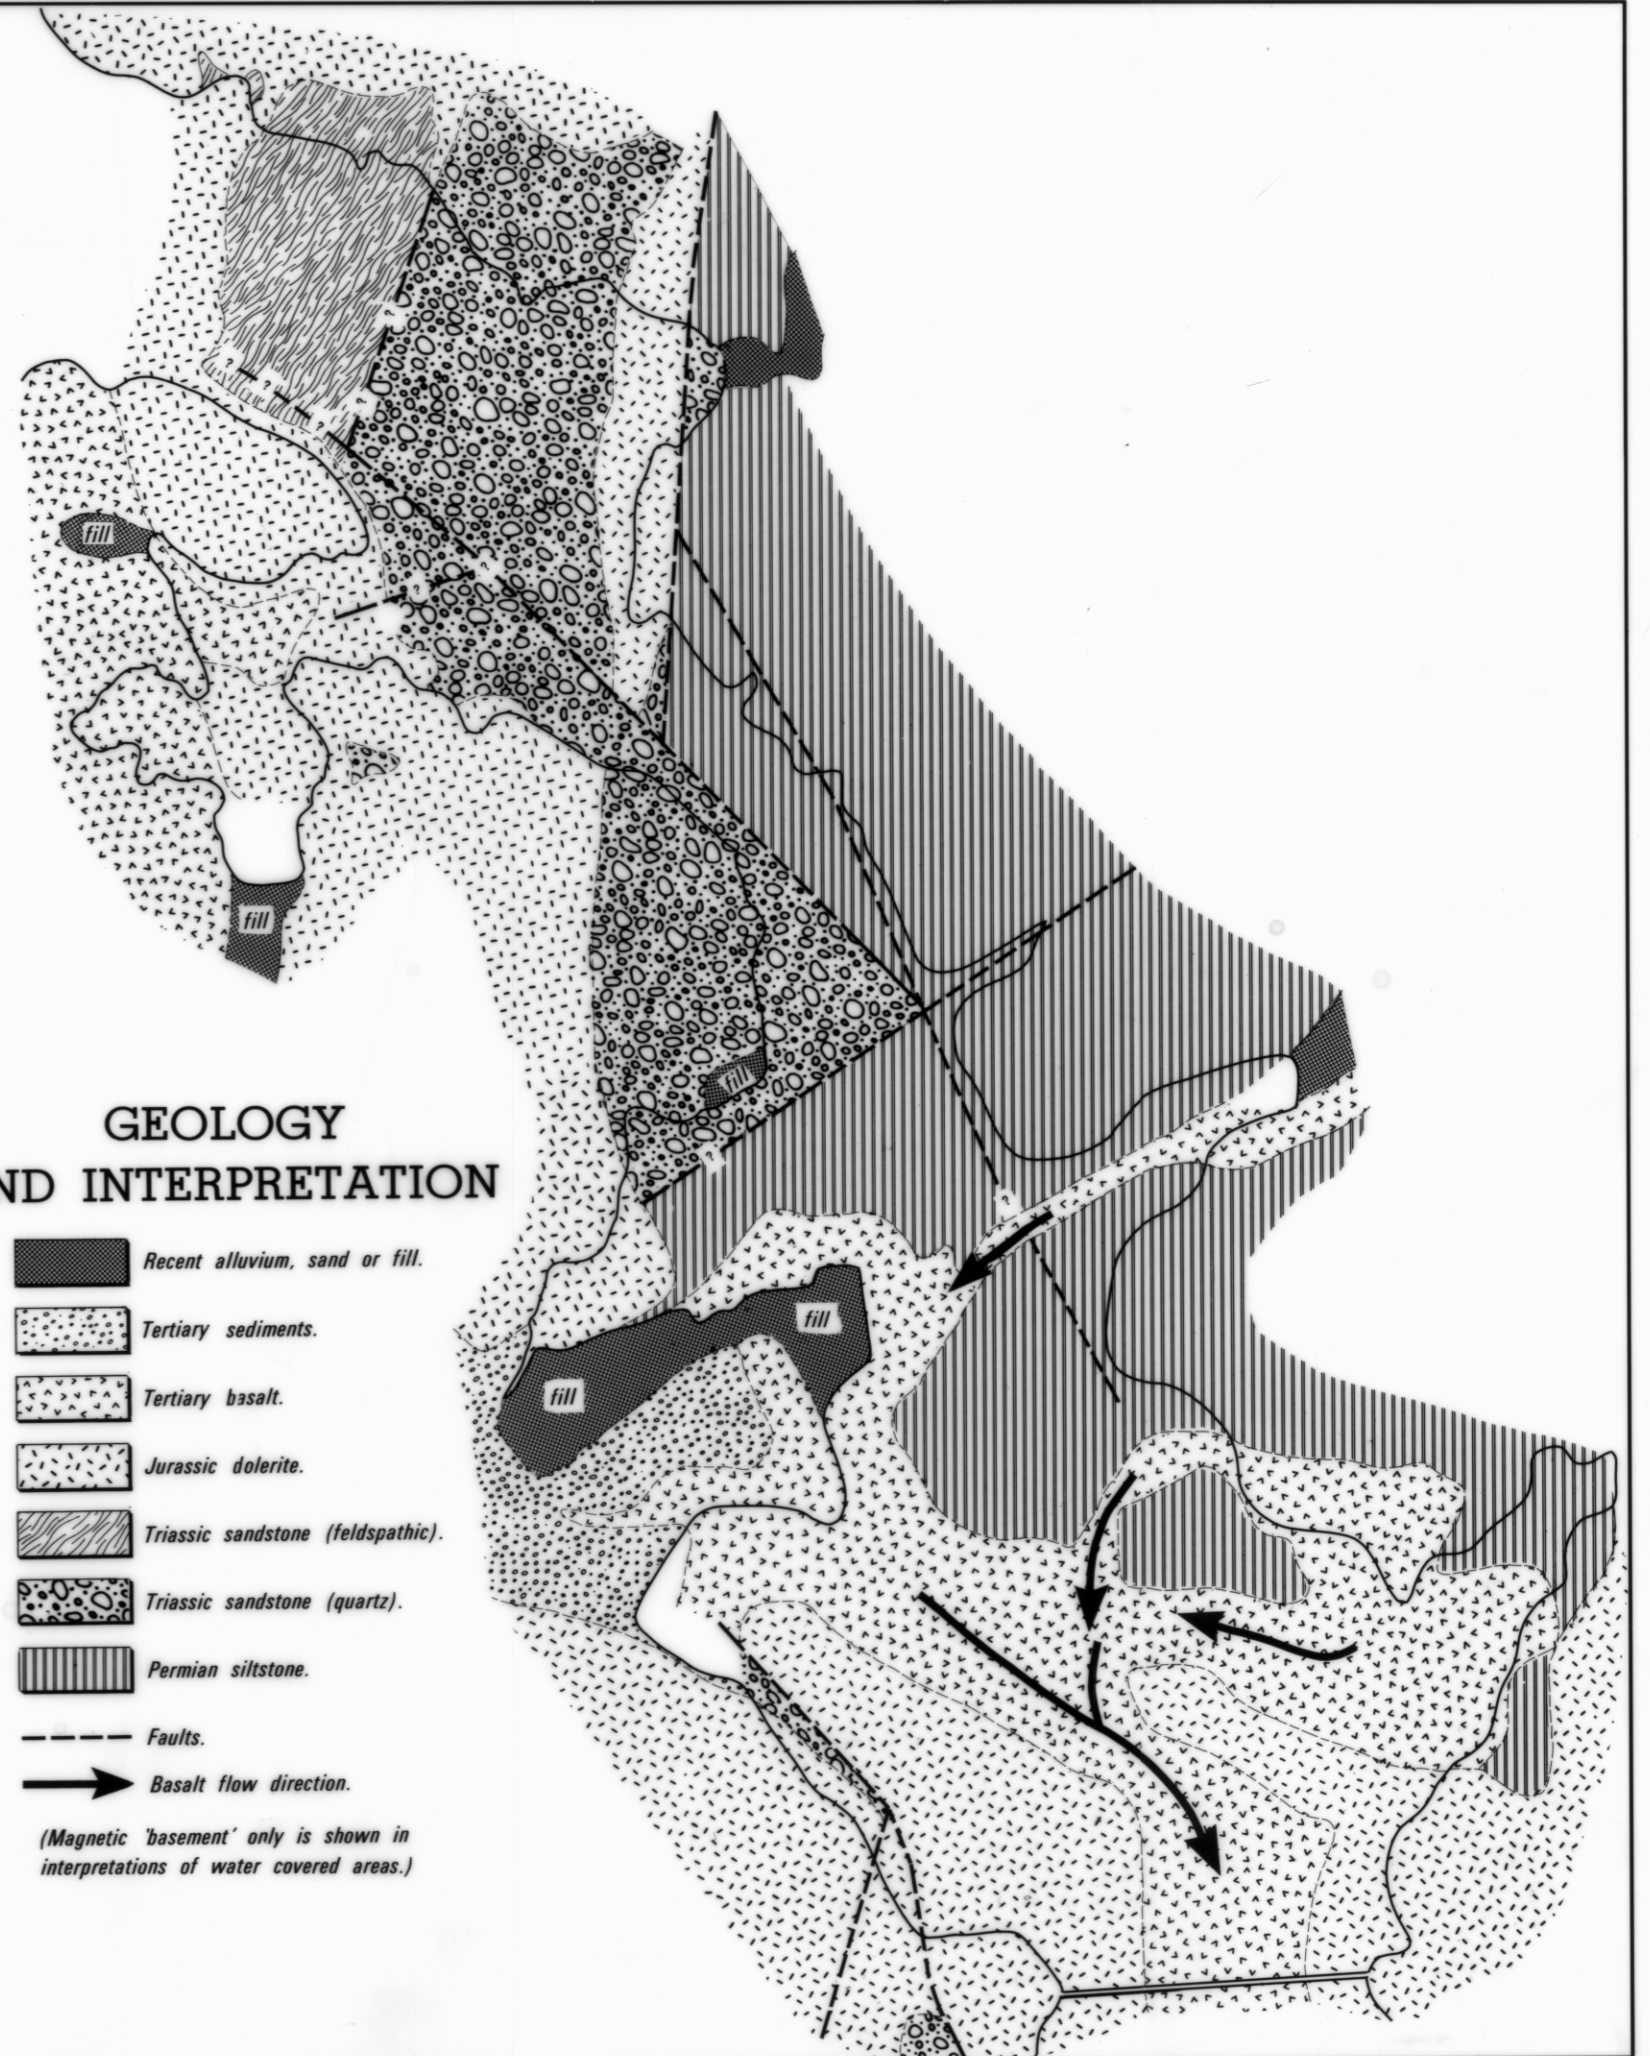 fill
fill
fill
GEOLOGY
ND INTERPRETATION
Recent alluvium, sand or fill.
fill
Tertiary sediments.
fill
Tertiary basalt.
Jurassic dolerite.
Triassic sandstone (feldspathic).
Triassic sandstone (quartz).
Permian siltstone.
Faults.
Basalt flow direction.
(Magnetic 'basement' only is shown in
interpretations of water covered areas.)
?
?
?
?
?
?
?
?
?